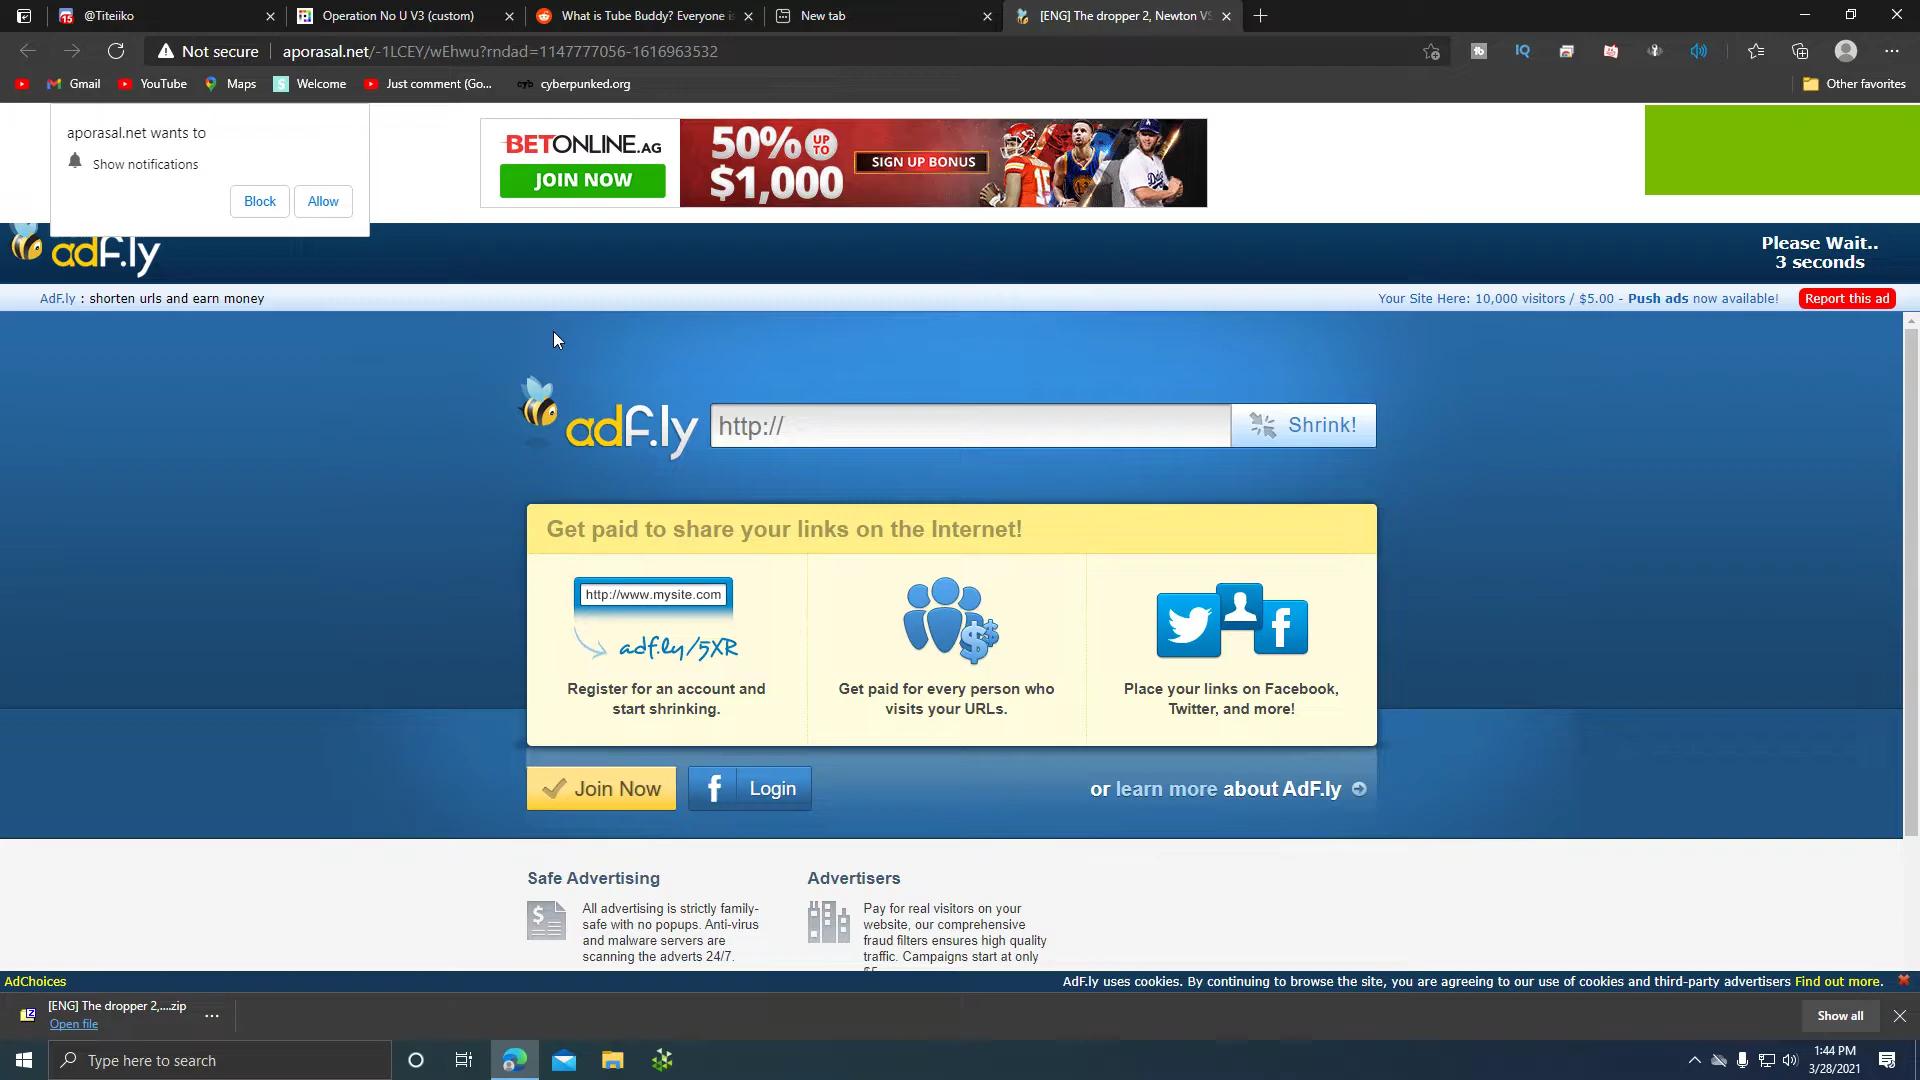 @Titeiiko
Operation No U V3 (custom)
What is Tube Buddy? Everyone is
New tab
[ENG] The dropper 2, Newton VS
Not secure
aporasal.net/-1LCEY/wEhwu?rndad=1147777056-1616963532
Gmail
YouTube
Maps
Welcome
Just comment (Go...
cyberpunked.org
Other favorites
aporasal.net wants to
Show notifications
Block
Allow
BETONLINE.AG
JOIN NOW
50% UP TO $1,000
SIGN UP BONUS
adf.ly
Please Wait..
3 seconds
AdF.ly : shorten urls and earn money
Your Site Here: 10,000 visitors / $5.00 - Push ads now available!
Report this ad
adf.ly
http://
Shrink!
Get paid to share your links on the Internet!
http://www.mysite.com
adf.ly/5XR
Register for an account and
start shrinking.
Get paid for every person who
visits your URLs.
Place your links on Facebook,
Twitter, and more!
Join Now
Login
or learn more about AdF.ly
Safe Advertising
All advertising is strictly family-
safe with no popups. Anti-virus
and malware servers are
scanning the adverts 24/7.
Advertisers
Pay for real visitors on your
website, our comprehensive
fraud filters ensures high quality
traffic. Campaigns start at only
AdChoices
AdF.ly uses cookies. By continuing to browse the site, you are agreeing to our use of cookies and third-party advertisers Find out more.
[ENG] The dropper 2,....zip
Open file
Show all
Type here to search
1:44 PM
3/28/2021